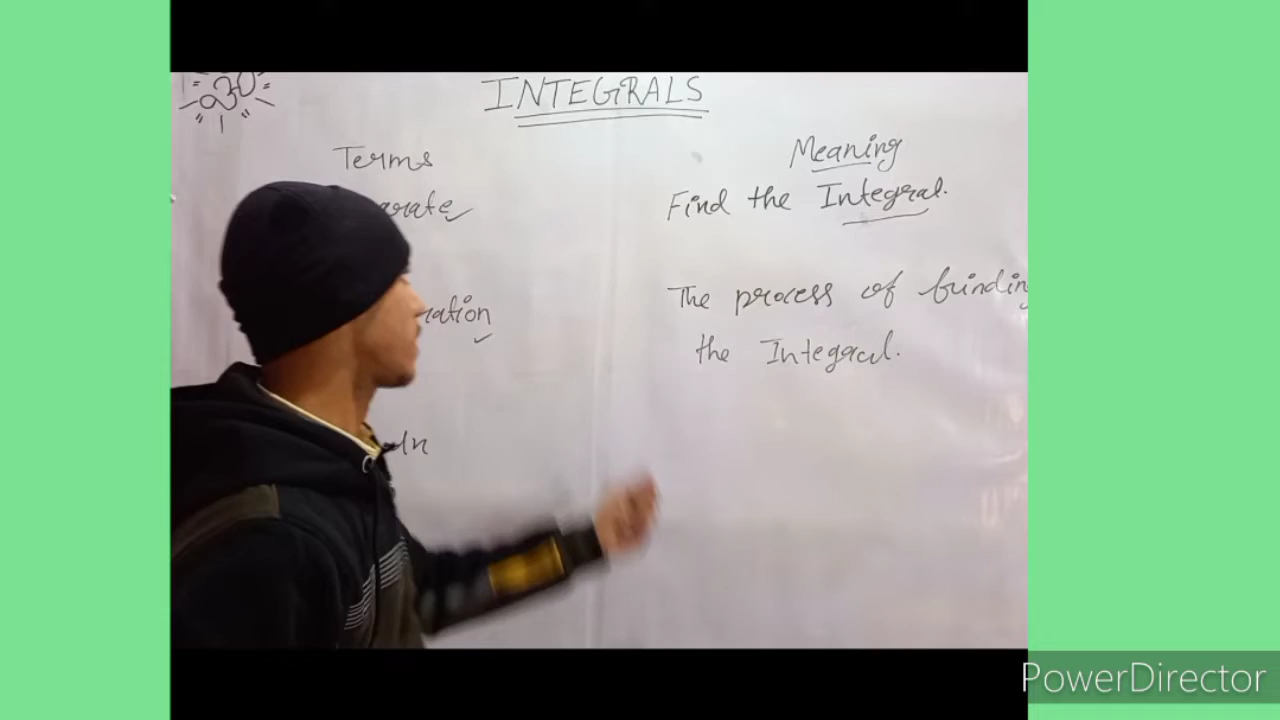 INTEGRALS
Terms
Meaning
Find the Integral.
The process of finding
the Integral.
PowerDirector